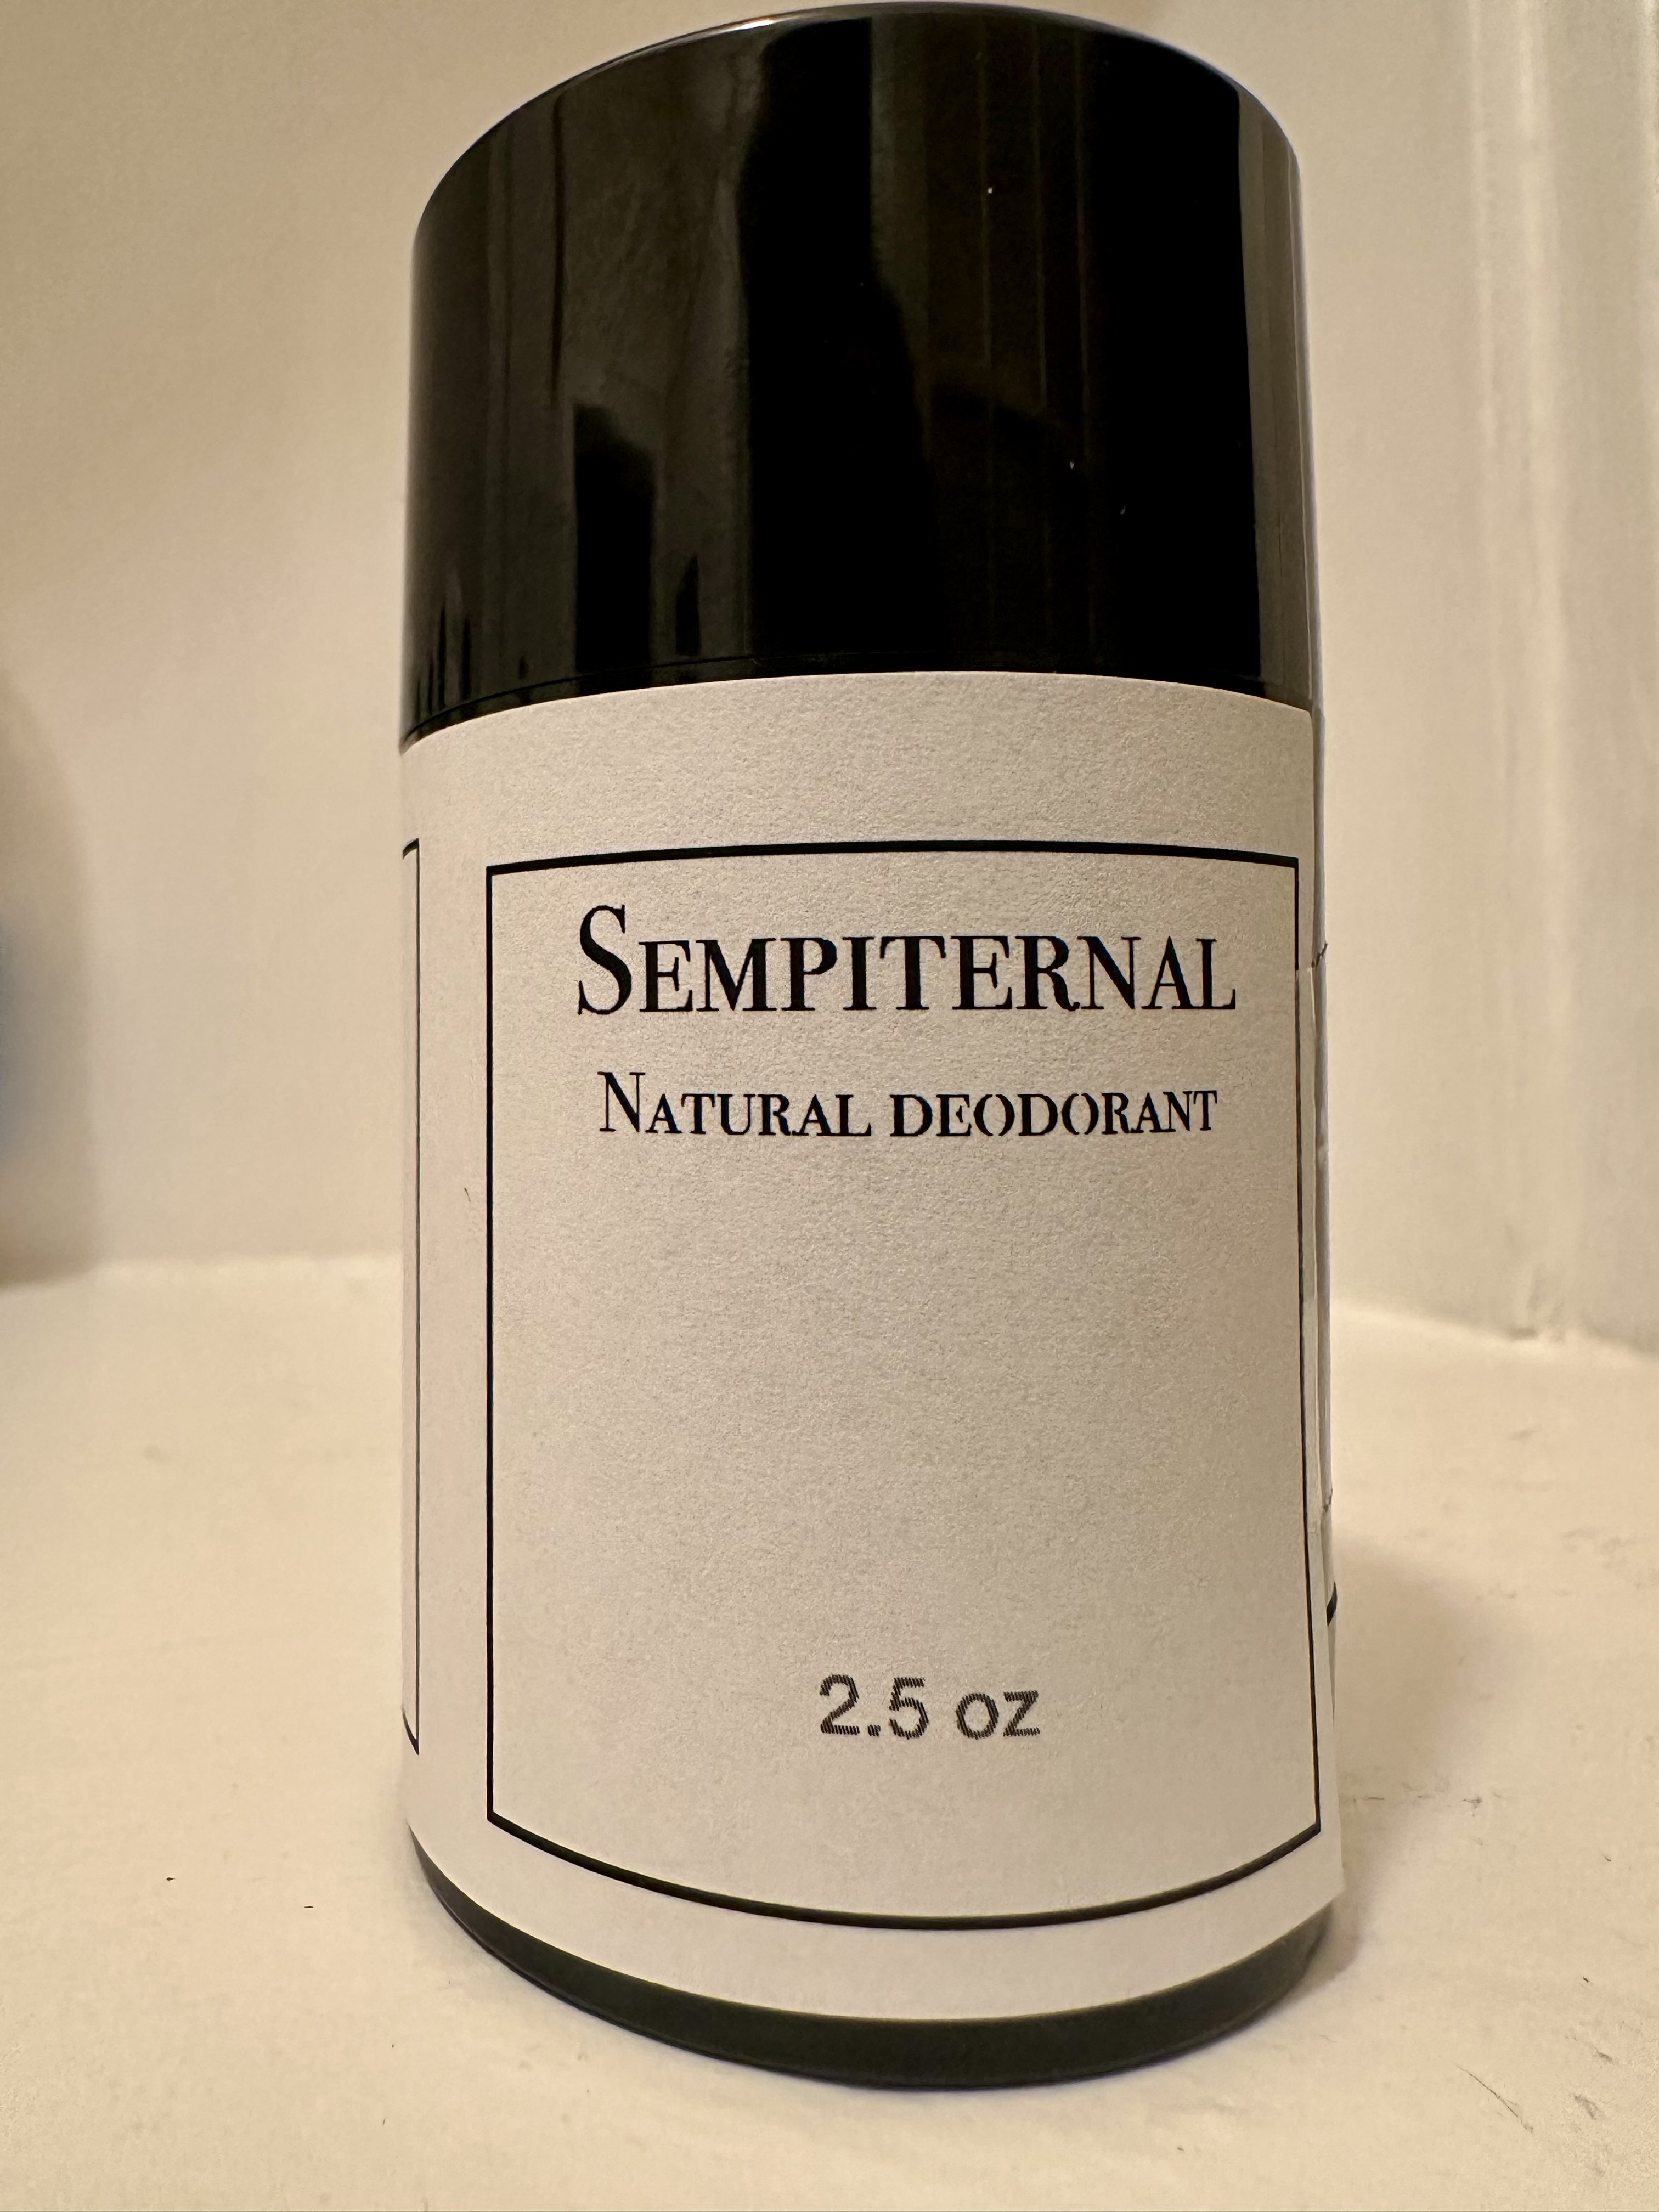 SEMPITERNAL
NATURAL DEODORANT
2.5 oz